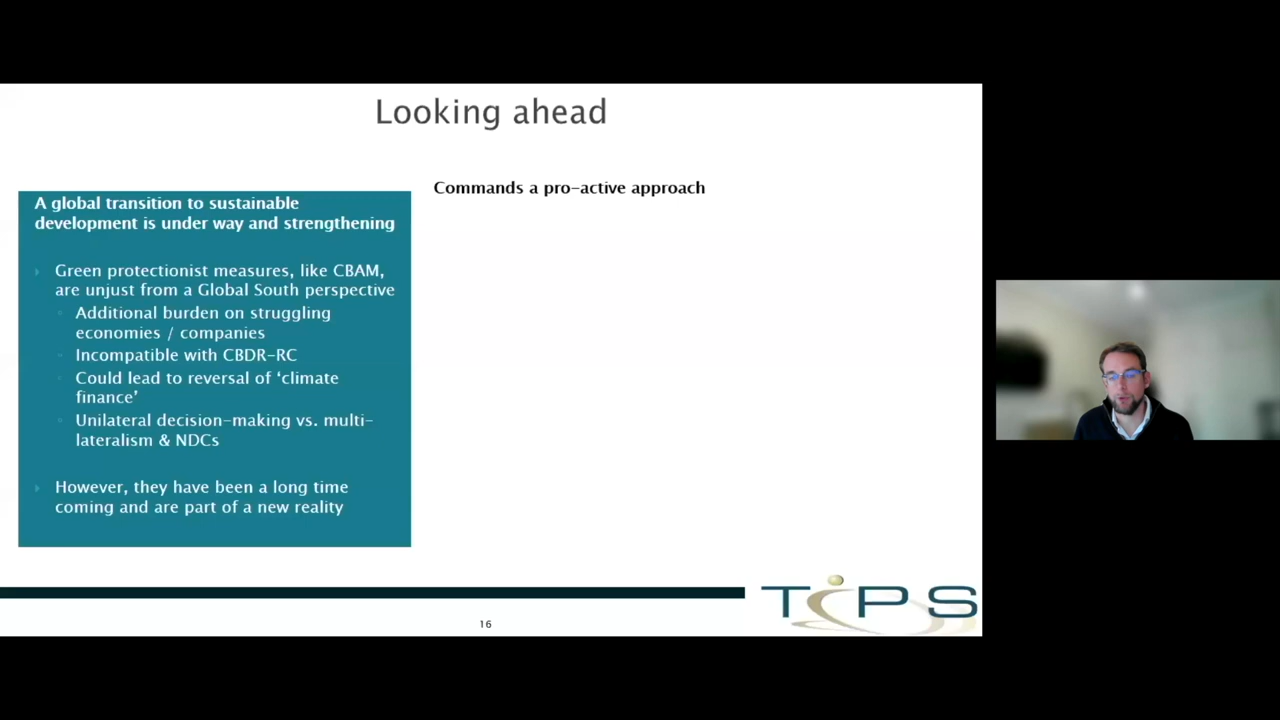 Looking ahead
A global transition to sustainable
development is under way and strengthening
Green protectionist measures, like CBAM,
are unjust from a Global South perspective
Additional burden on struggling
economies / companies
Incompatible with CBDR-RC
Could lead to reversal of ‘climate
finance’
Unilateral decision-making vs. multi-
lateralism & NDCs
However, they have been a long time
coming and are part of a new reality
Commands a pro-active approach
16
TIPS